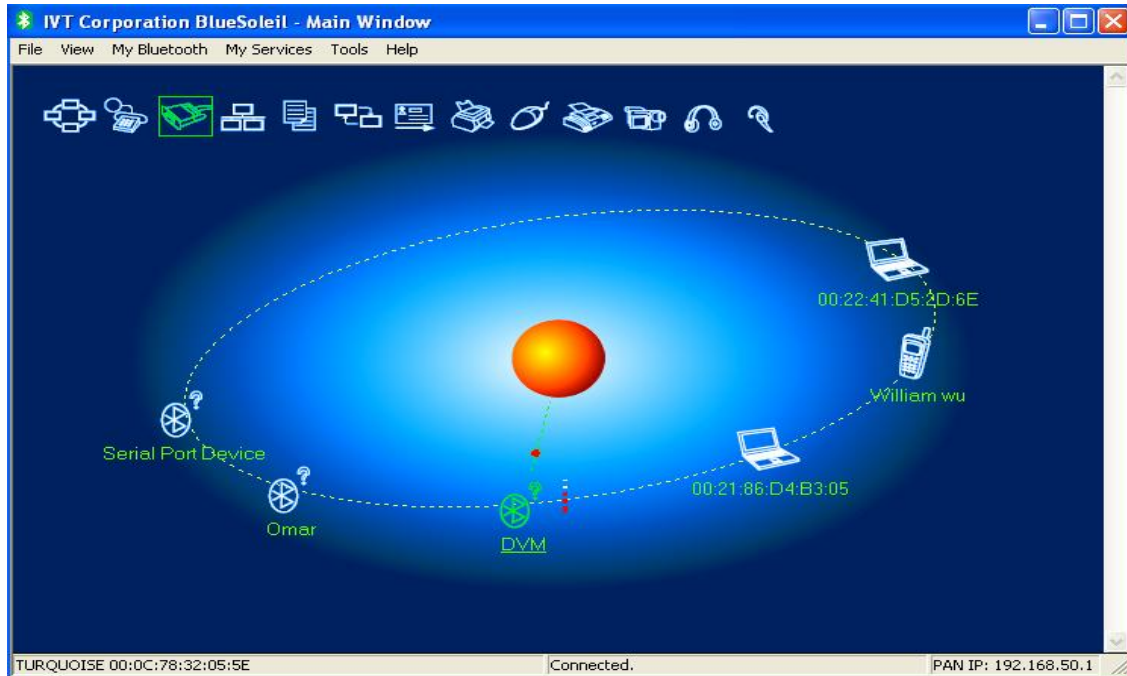 IVT Corporation BlueSoleil - Main Window
File View My Bluetooth My Services Tools Help
00:22:41:D5:2D:6E
William wu
Serial Port Device
00:21:86:D4:B3:05
Omar
DVM
TURQUOISE 00:0C:78:32:05:5E Connected. PAN IP: 192.168.50.1